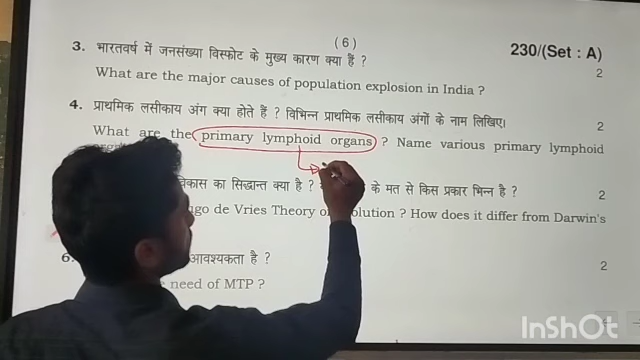 (6)
230/(Set : A)
3. भारतवर्ष में जनसंख्या विस्फोट के मुख्य कारण क्या हैं ? 2
What are the major causes of population explosion in India ?
4. प्राथमिक लसीकाय अंग क्या होते हैं ? विभिन्न प्राथमिक लसीकाय अंगों के नाम लिखिए। 2
What are the primary lymphoid organs ? Name various primary lymphoid
विकास का सिद्धान्त क्या है ? के मत से किस प्रकार भिन्न है ? 2
de Vries Theory ? How does it differ from Darwin's
6. आवश्यकता है ? 2
need of MTP ?
InShOt